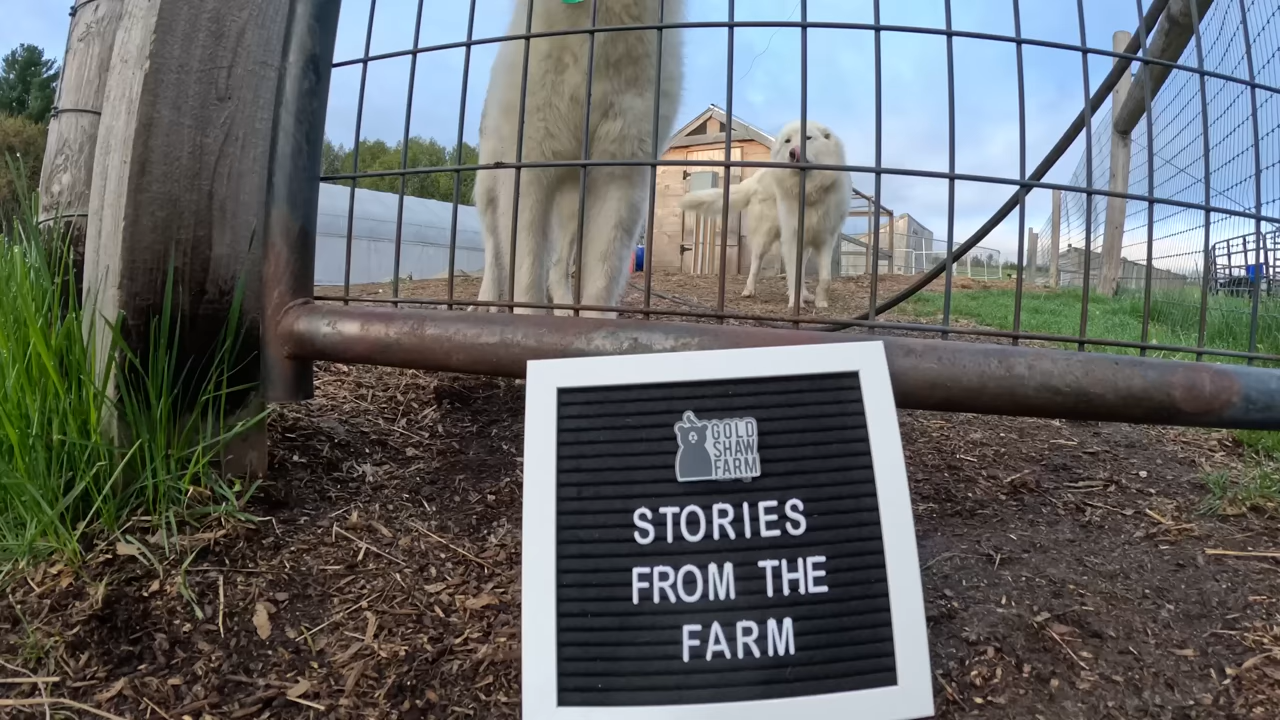 GOLD
SHAW
FARM
STORIES
FROM THE
FARM